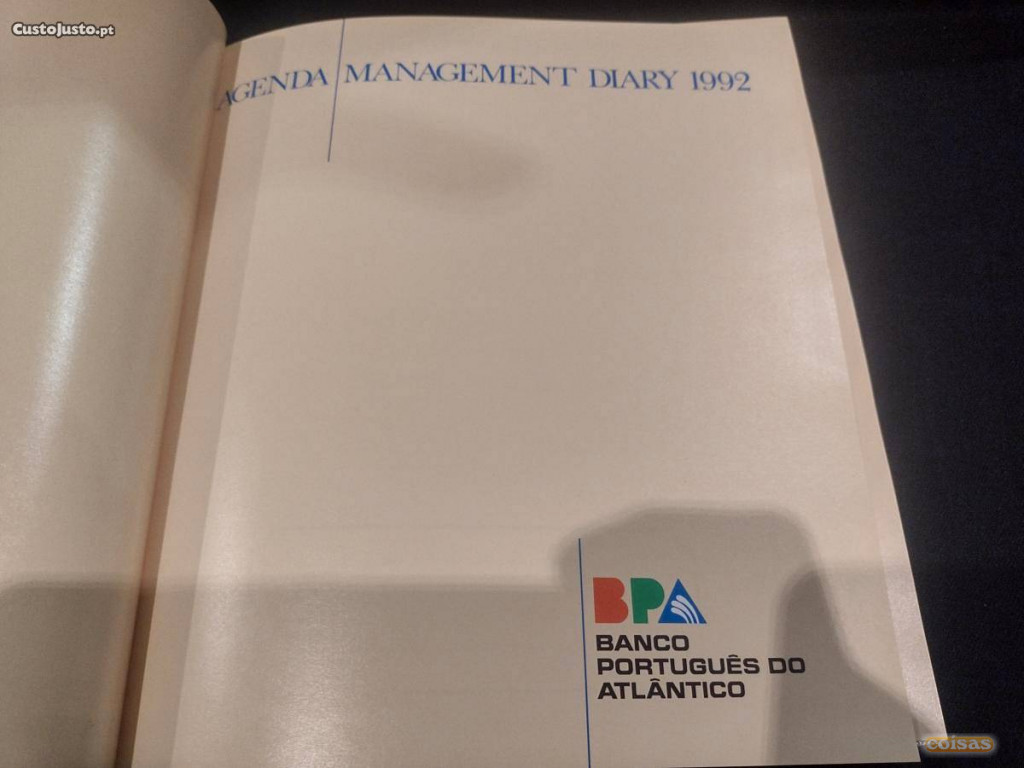 CustoJusto.pt
AGENDA MANAGEMENT DIARY 1992
BPA
BANCO
PORTUGUÊS DO
ATLÂNTICO
coisas